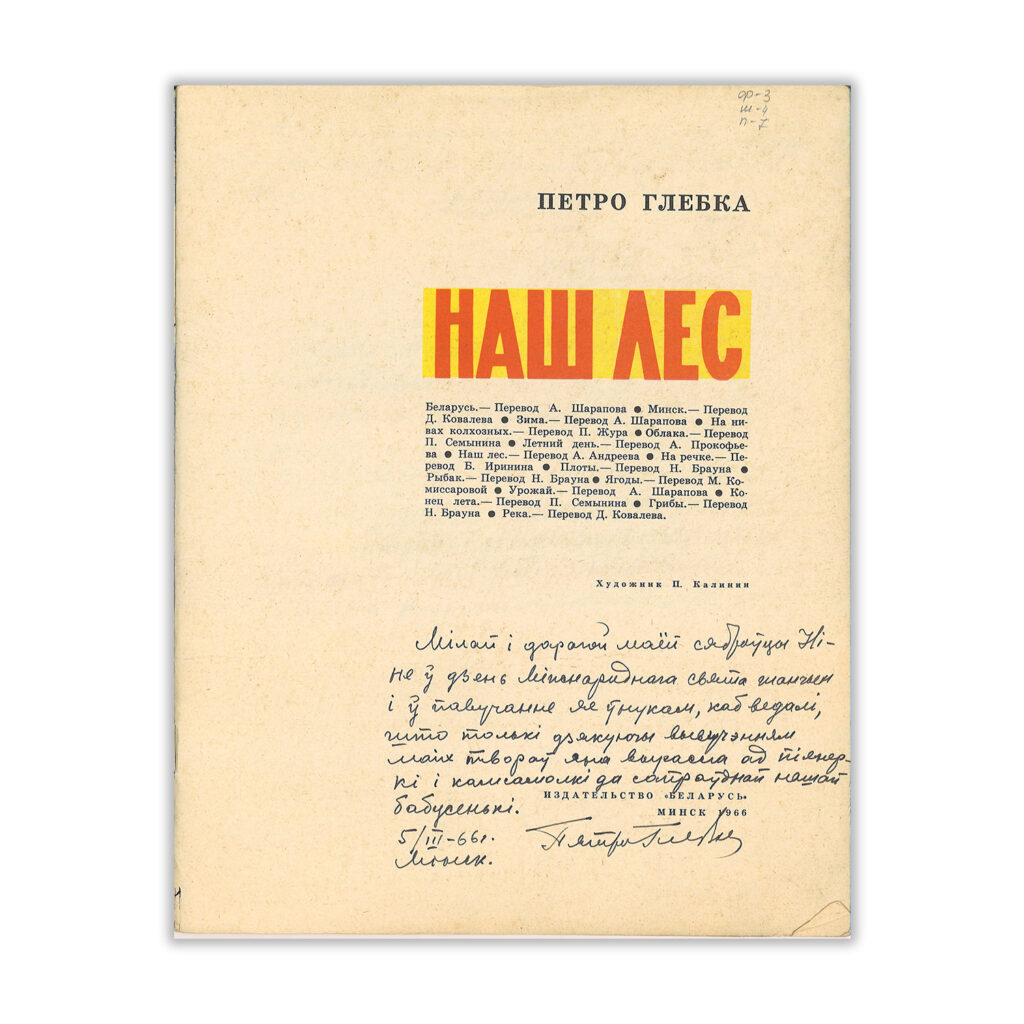 ф-3
ш-4
п-7
ПЕТРО ГЛЕБКА
НАШ ЛЕС
Беларусь.— Перевод А. Шарапова ● Минск.— Перевод
Д. Ковалева ● Зима.— Перевод А. Шарапова ● На ни-
вах колхозных.— Перевод П. Жура ● Облака.— Перевод
П. Семынина ● Летний день.— Перевод А. Прокофье-
ва ● Наш лес.— Перевод А. Андреева ● На речке.— Пе-
ревод Б. Иринина ● Плоты.— Перевод Н. Брауна ●
Рыбак.— Перевод Н. Брауна ● Ягоды.— Перевод М. Ко-
миссаровой ● Урожай.— Перевод А. Шарапова ● Ко-
нец лета.— Перевод П. Семынина ● Грибы.— Перевод
Н. Брауна ● Река.— Перевод Д. Ковалева.
Художник П. Калинин
Мілай і дарагой маёй сяброўцы Ні-
не ў дзень Міжнароднага свята жанчын
і ў павучанне яе ўнукам, каб ведалі,
што толькі дзякуючы вывучэнням
маіх твораў яна вырасла ад піянер-
кі і камсамолкі да сапраўднай нашай
бабусенькі.
ИЗДАТЕЛЬСТВО «БЕЛАРУСЬ»
МИНСК 1966
5/III-66г. Пятро Глебка
Мінск.